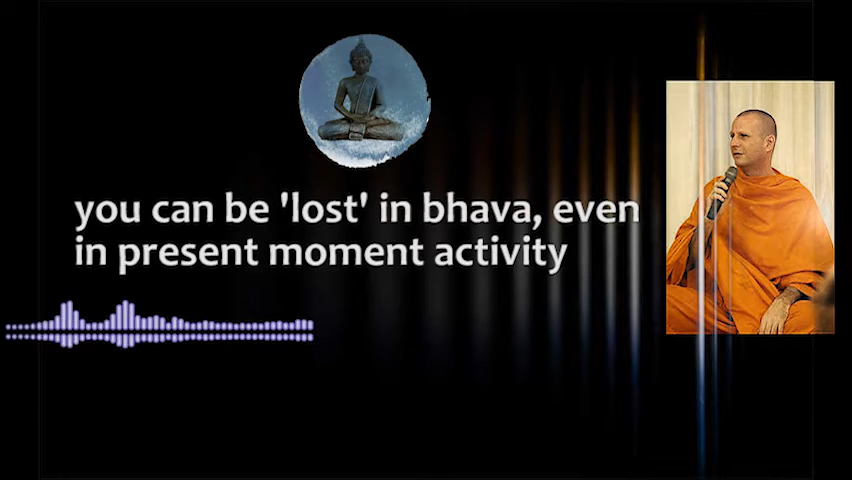 you can be 'lost' in bhava, even
in present moment activity